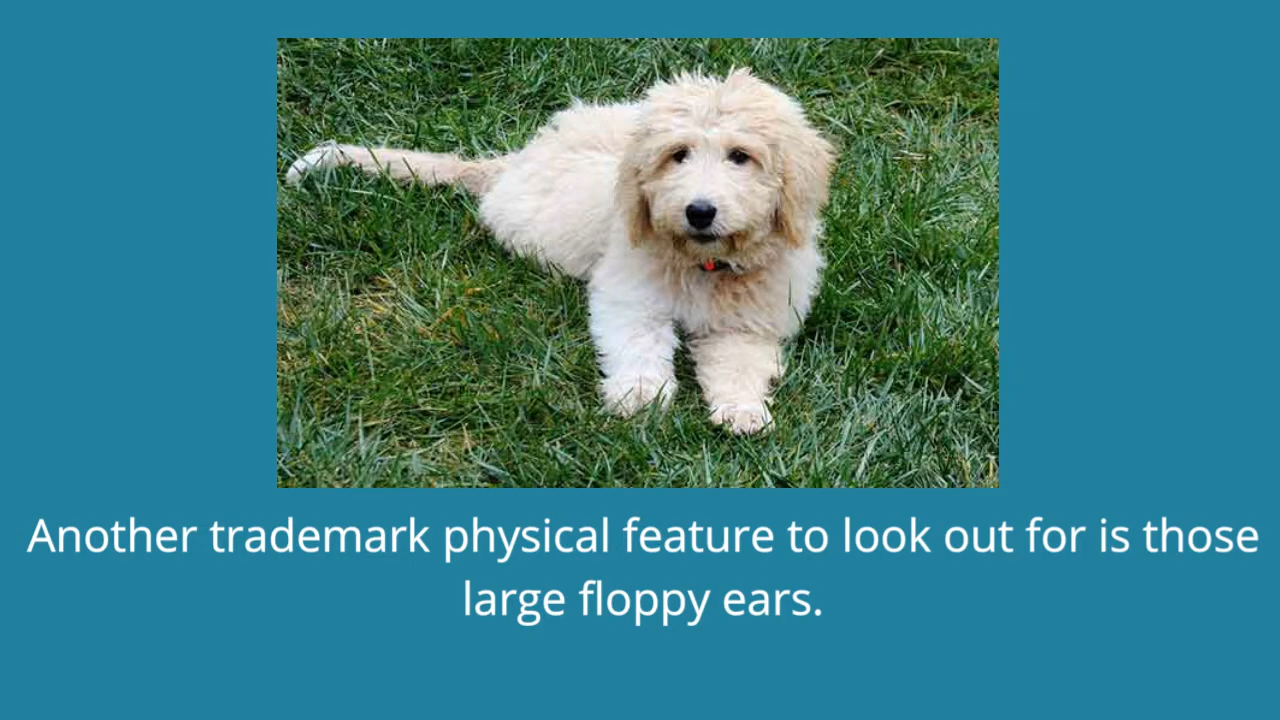 Another trademark physical feature to look out for is those
large floppy ears.